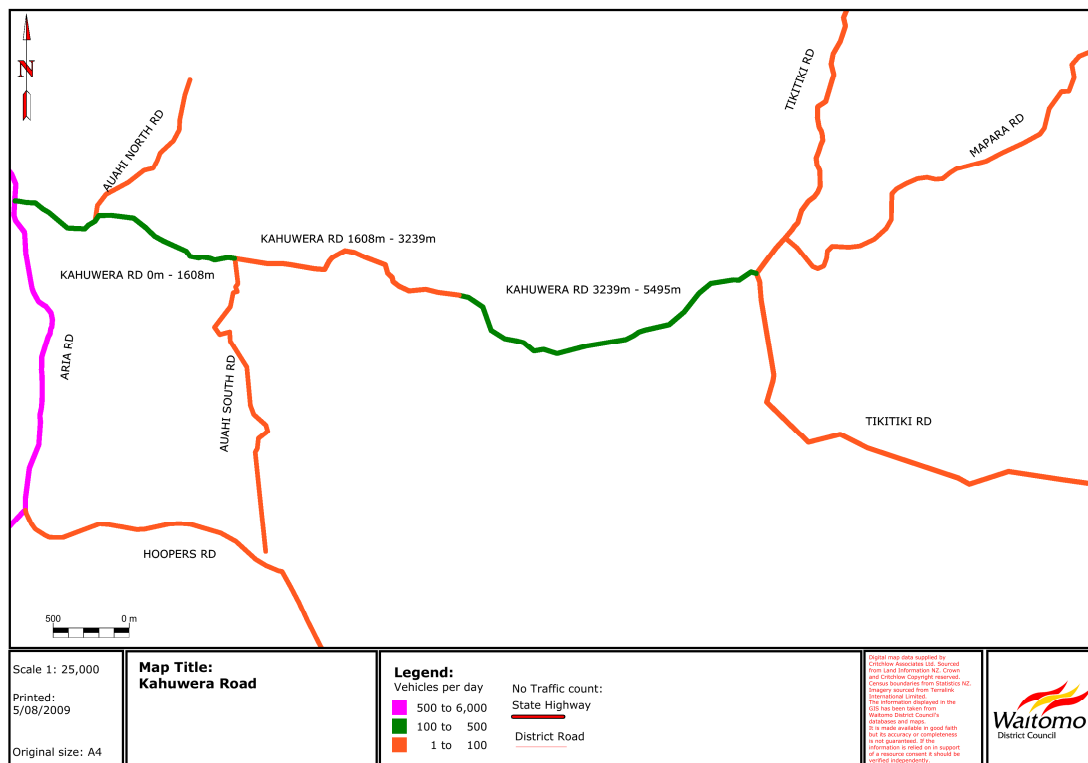 N
AUAHI NORTH RD
TIKITIKI RD
MAPARA RD
KAHUWERA RD 1608m - 3239m
KAHUWERA RD 0m - 1608m
KAHUWERA RD 3239m - 5495m
ARIA RD
AUAHI SOUTH RD
TIKITIKI RD
HOOPERS RD
500 0 m
Scale 1: 25,000
Printed:
5/08/2009
Original size: A4
Map Title:
Kahuwera Road
Legend:
Vehicles per day
500 to 6,000
100 to 500
1 to 100
No Traffic count:
State Highway
District Road
Digital map data supplied by
Critchlow Associates Ltd. Sourced
from Land Information NZ. Crown
and Critchlow Copyright reserved.
Census boundaries from Statistics NZ.
Imagery sourced from Terralink
International Limited.
The information displayed in the
GIS has been taken from
Waitomo District Council's
databases and maps.
It is made available in good faith
but its accuracy or completeness
is not guaranteed. If the
information is relied on in support
of a resource consent it should be
verified independently.
Waitomo
District Council